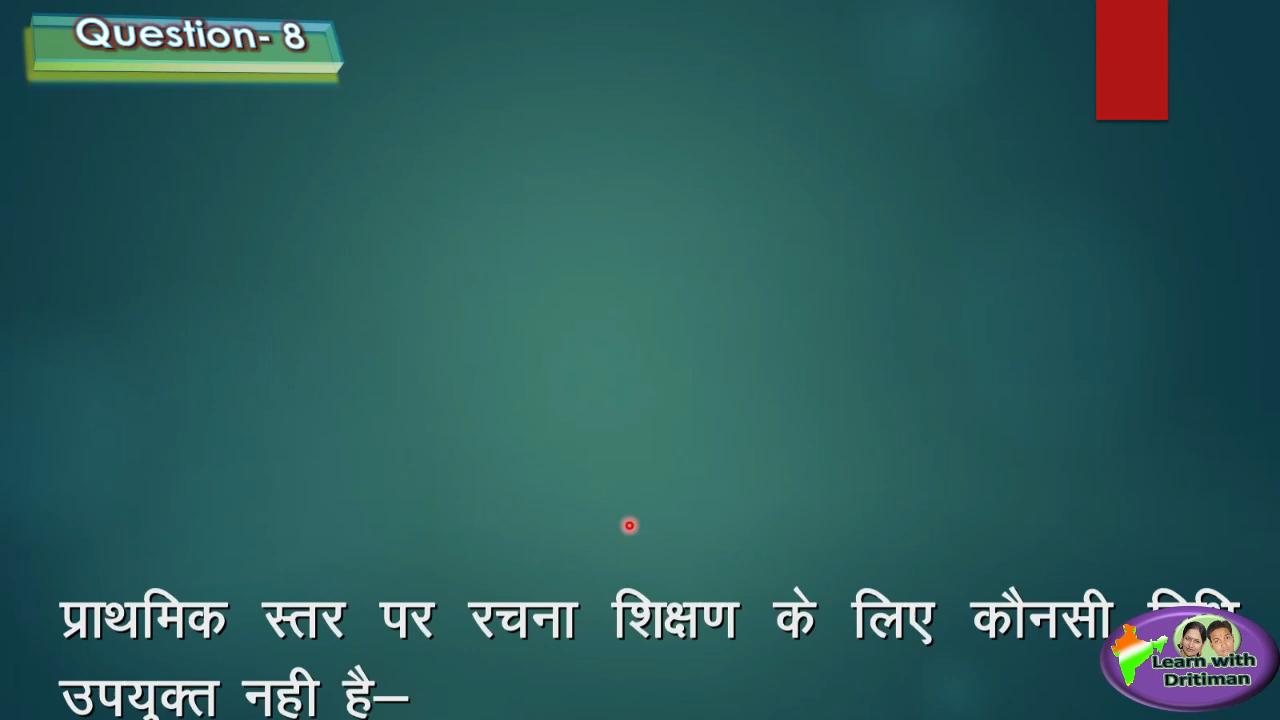 Question- 8
प्राथमिक स्तर पर रचना शिक्षण के लिए कौनसी
उपयुक्त नही है–
Learn with
Dritiman